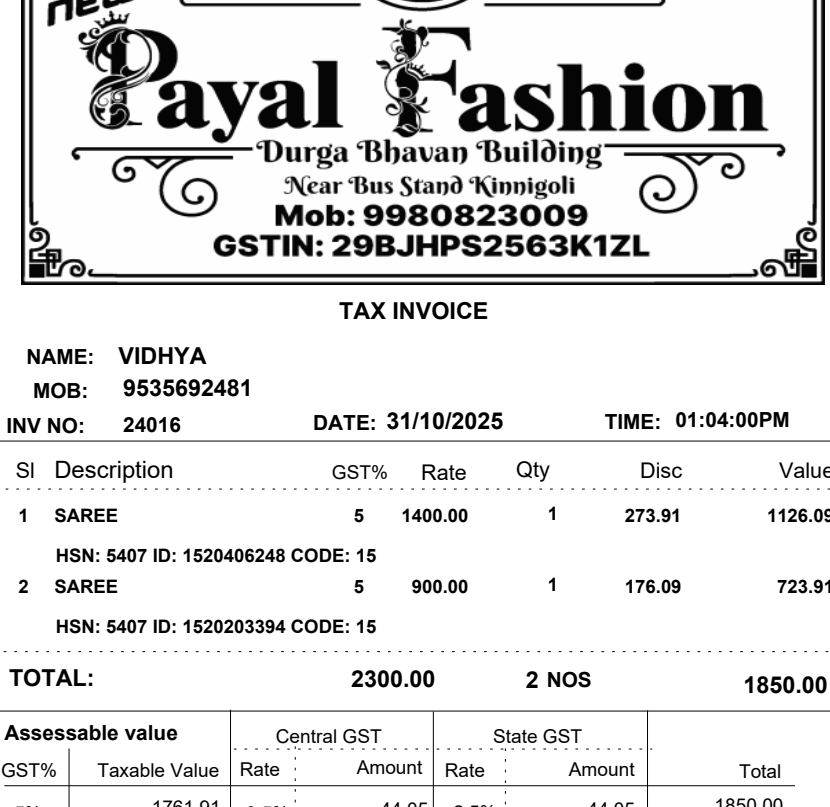 new
Payal Fashion
Durga Bhavan Building
Near Bus Stand Kinnigoli
Mob: 9980823009
GSTIN: 29BJHPS2563K1ZL
TAX INVOICE
NAME: VIDHYA
MOB: 9535692481
INV NO: 24016 DATE: 31/10/2025 TIME: 01:04:00PM
Sl Description GST% Rate Qty Disc Value
1 SAREE 5 1400.00 1 273.91 1126.09
HSN: 5407 ID: 1520406248 CODE: 15
2 SAREE 5 900.00 1 176.09 723.91
HSN: 5407 ID: 1520203394 CODE: 15
TOTAL: 2300.00 2 NOS 1850.00
Assessable value Central GST State GST
GST% Taxable Value Rate Amount Rate Amount Total
1761.91 44.05 44.05 1850.00